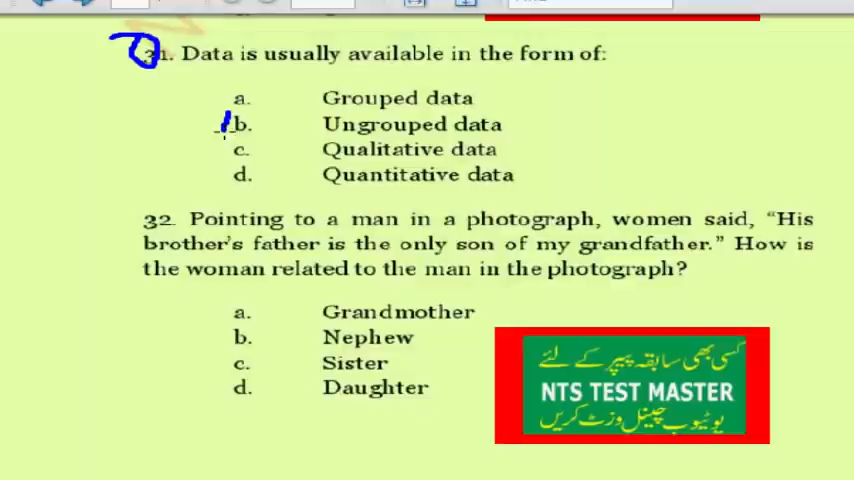 31. Data is usually available in the form of:
a. Grouped data
b. Ungrouped data
c. Qualitative data
d. Quantitative data
32. Pointing to a man in a photograph, women said, “His
brother’s father is the only son of my grandfather.” How is
the woman related to the man in the photograph?
a. Grandmother
b. Nephew
c. Sister
d. Daughter
کسی بھی سابقہ پیپر کے لئے
NTS TEST MASTER
یوٹیوب چینل وزٹ کریں